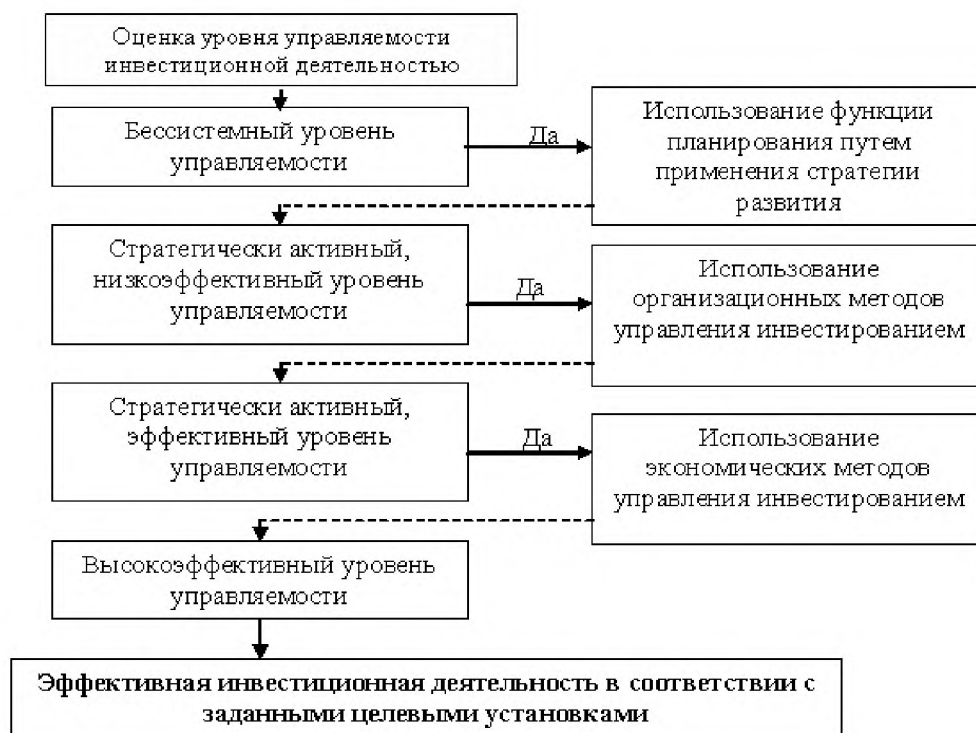 Оценка уровня управляемости
инвестиционной деятельностью
Бессистемный уровень
управляемости
Да
Использование функции
планирования путем
применения стратегии
развития
Стратегически активный,
низкоэффективный уровень
управляемости
Да
Использование
организационных методов
управления инвестированием
Стратегически активный,
эффективный уровень
управляемости
Да
Использование
экономических методов
управления инвестированием
Высокоэффективный уровень
управляемости
Эффективная инвестиционная деятельность в соответствии с
заданными целевыми установками